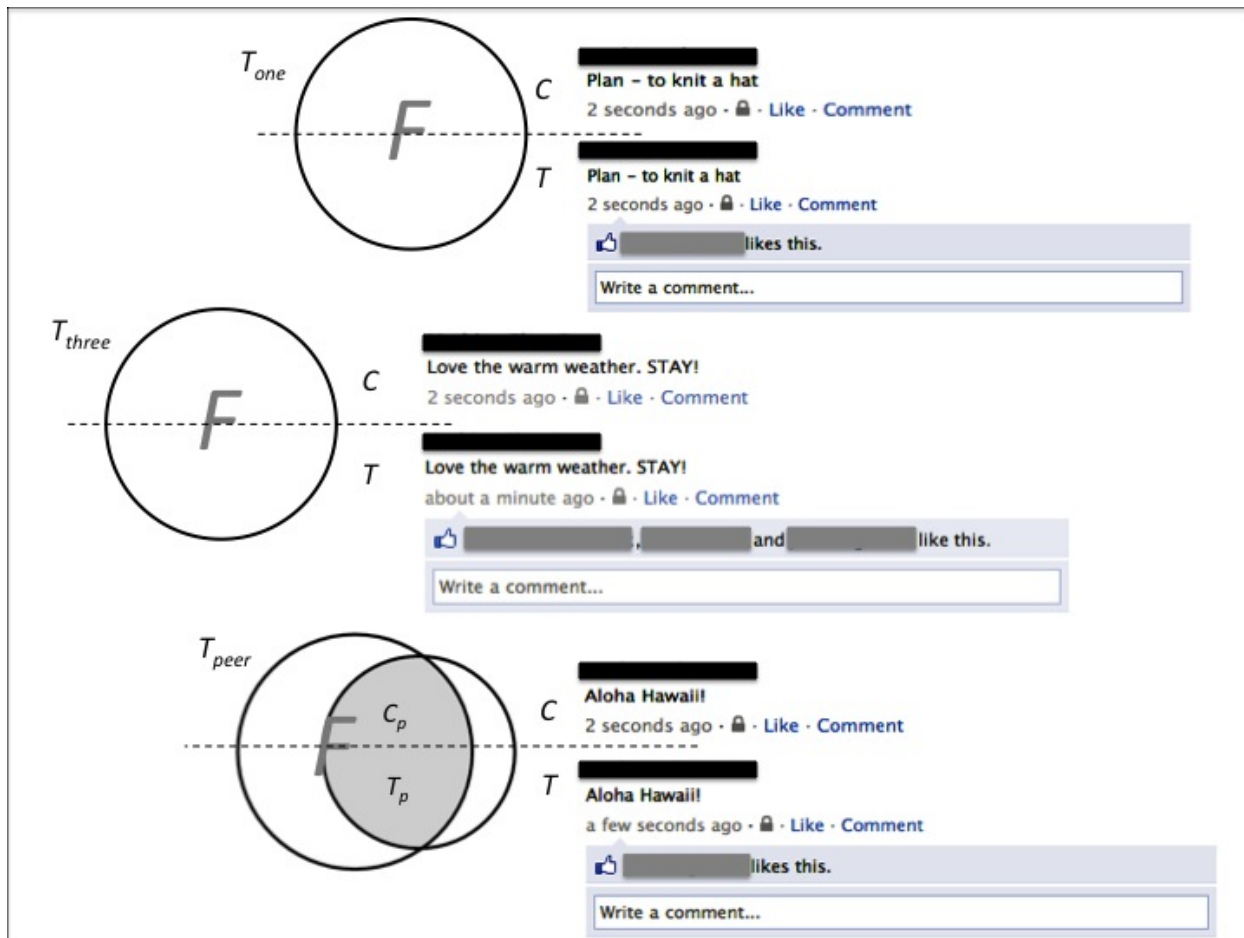 T_one
F
C
Plan – to knit a hat
2 seconds ago · Like · Comment
T
Plan – to knit a hat
2 seconds ago · Like · Comment
likes this.
Write a comment...
T_three
F
C
Love the warm weather. STAY!
2 seconds ago · Like · Comment
T
Love the warm weather. STAY!
about a minute ago · Like · Comment
, and like this.
Write a comment...
T_peer
F
C_p
T_p
C
Aloha Hawaii!
2 seconds ago · Like · Comment
T
Aloha Hawaii!
a few seconds ago · Like · Comment
likes this.
Write a comment...